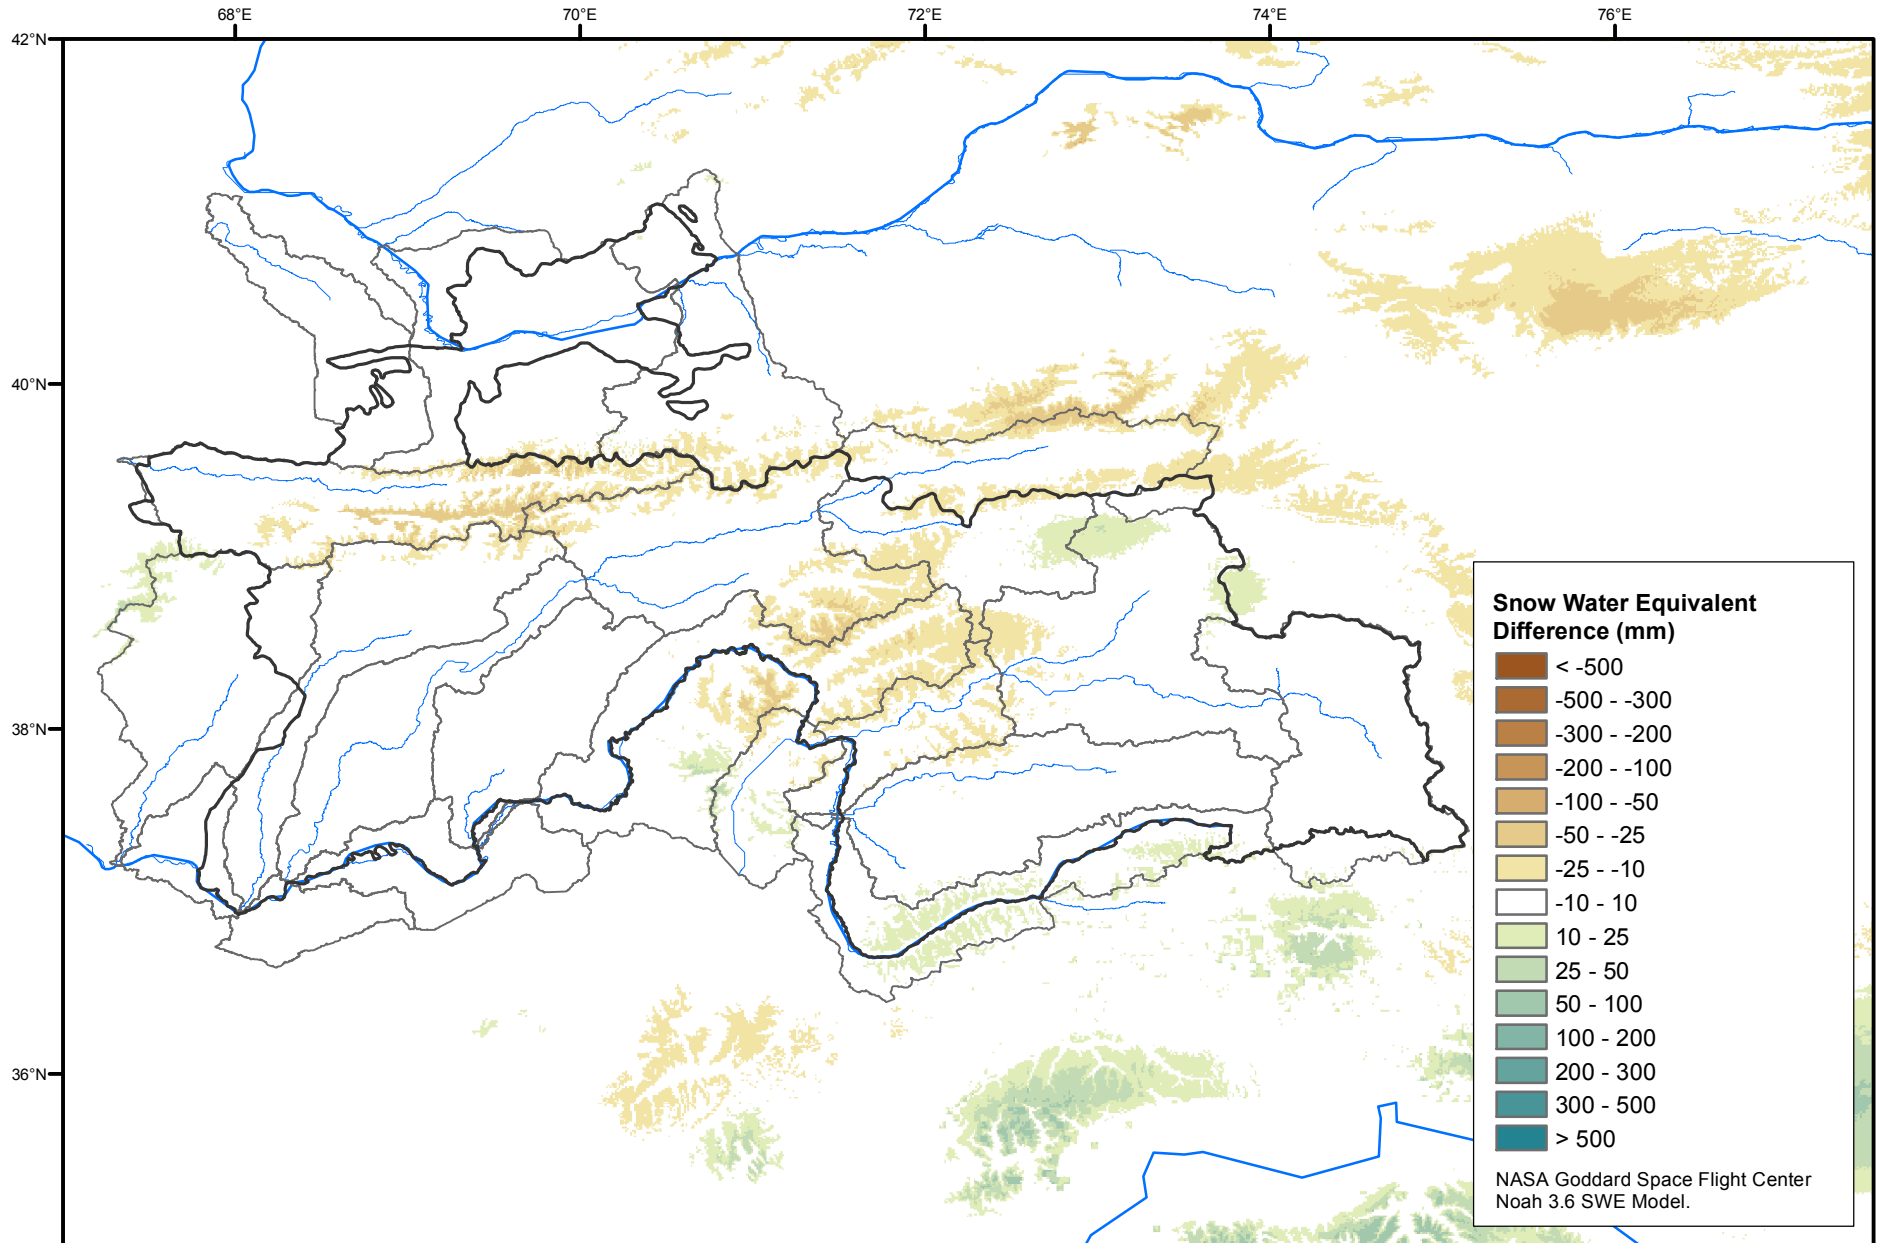 68°E
70°E
72°E
74°E
76°E
42°N
40°N
38°N
36°N
Snow Water Equivalent
Difference (mm)
< -500
-500 - -300
-300 - -200
-200 - -100
-100 - -50
-50 - -25
-25 - -10
-10 - 10
10 - 25
25 - 50
50 - 100
100 - 200
200 - 300
300 - 500
> 500
NASA Goddard Space Flight Center
Noah 3.6 SWE Model.